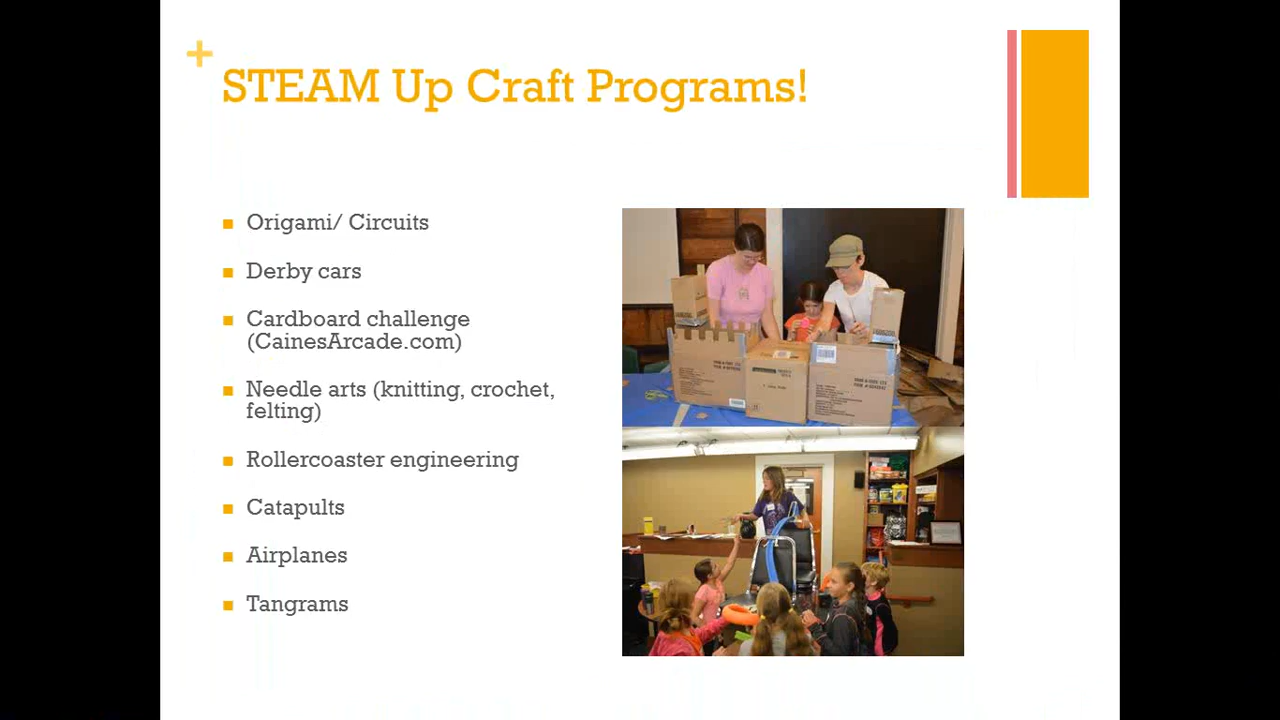 +
STEAM Up Craft Programs!
Origami/ Circuits
Derby cars
Cardboard challenge
(CainesArcade.com)
Needle arts (knitting, crochet,
felting)
Rollercoaster engineering
Catapults
Airplanes
Tangrams